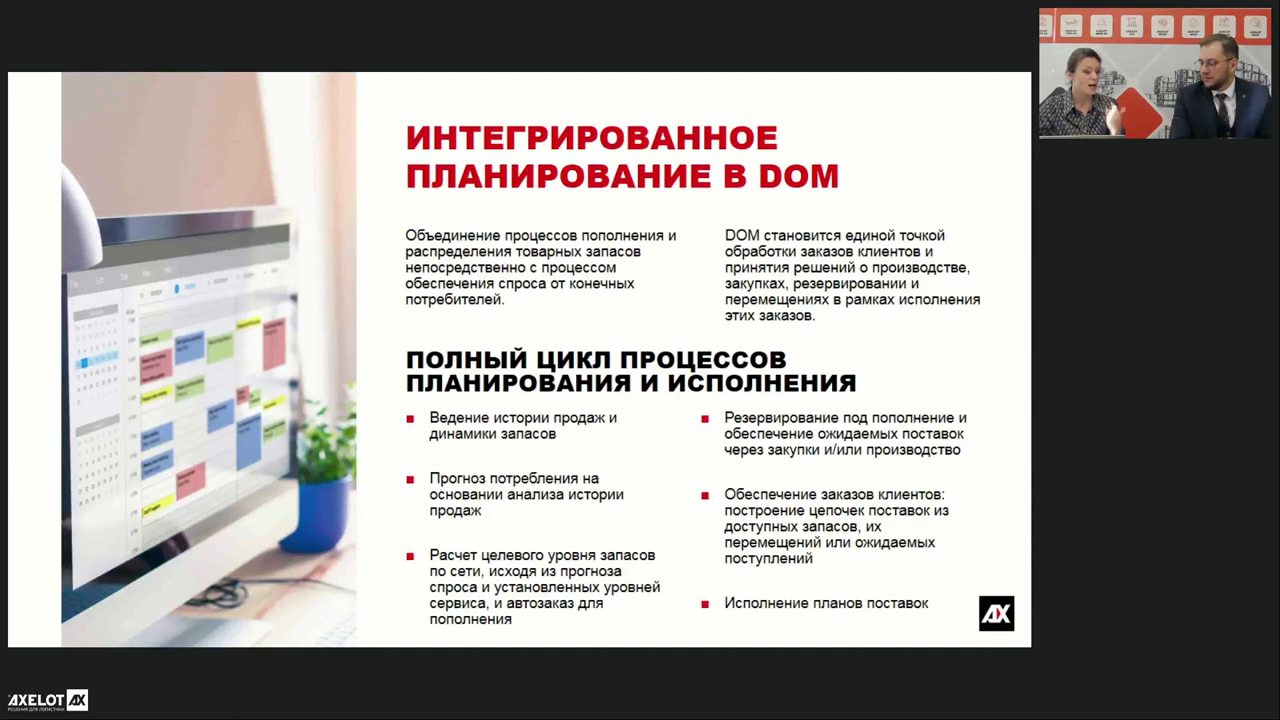 ИНТЕГРИРОВАННОЕ
ПЛАНИРОВАНИЕ В DOM
Объединение процессов пополнения и
распределения товарных запасов
непосредственно с процессом
обеспечения спроса от конечных
потребителей.
DOM становится единой точкой
обработки заказов клиентов и
принятия решений о производстве,
закупках, резервировании и
перемещениях в рамках исполнения
этих заказов.
ПОЛНЫЙ ЦИКЛ ПРОЦЕССОВ
ПЛАНИРОВАНИЯ И ИСПОЛНЕНИЯ
Ведение истории продаж и
динамики запасов
Прогноз потребления на
основании анализа истории
продаж
Расчет целевого уровня запасов
по сети, исходя из прогноза
спроса и установленных уровней
сервиса, и автозаказ для
пополнения
Резервирование под пополнение и
обеспечение ожидаемых поставок
через закупки и/или производство
Обеспечение заказов клиентов:
построение цепочек поставок из
доступных запасов, их
перемещений или ожидаемых
поступлений
Исполнение планов поставок
AX
AXELOT AX
РЕШЕНИЯ ДЛЯ ЛОГИСТИКИ